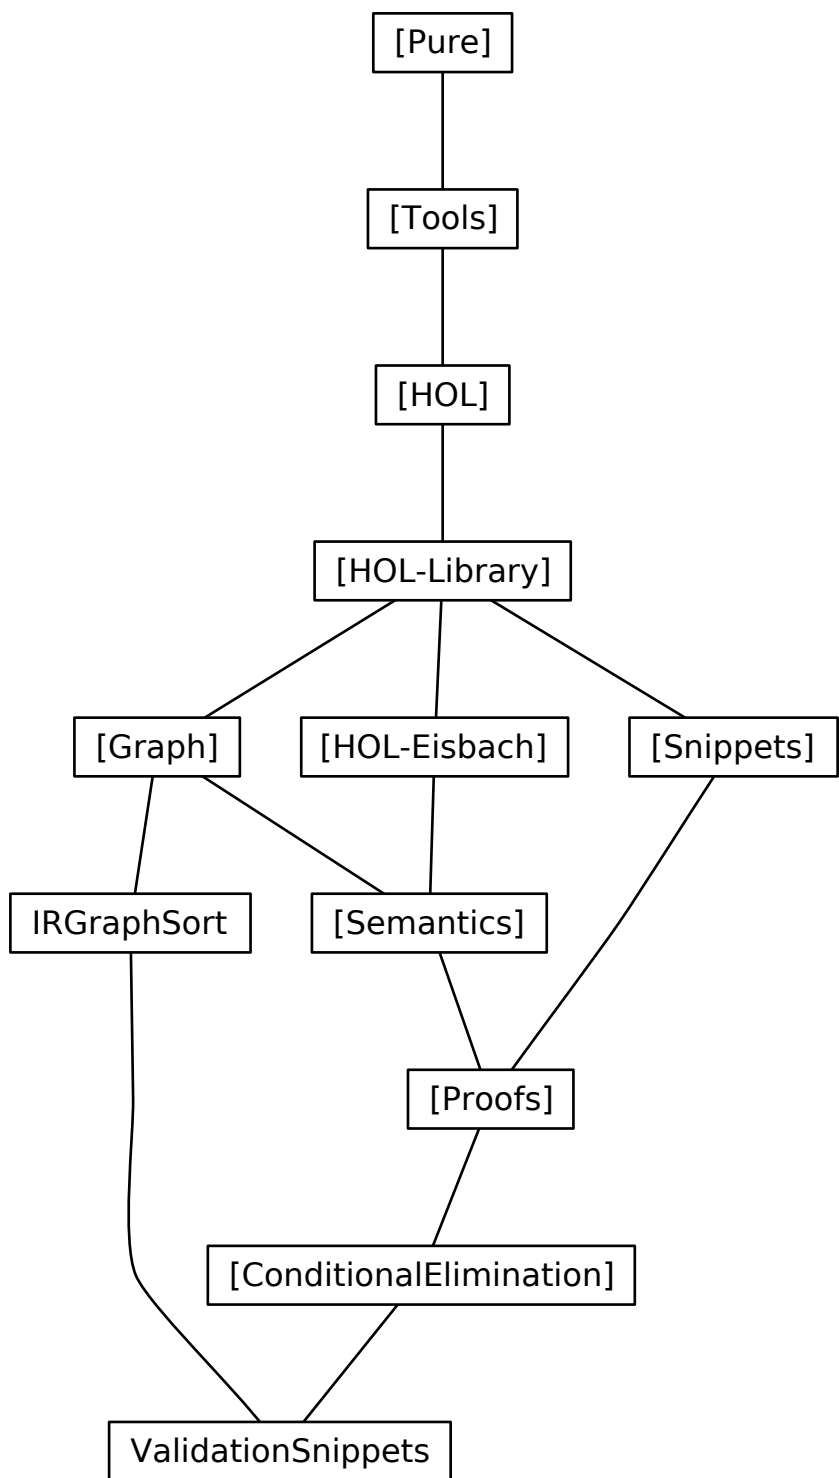 [Pure]
[Tools]
[HOL]
[HOL-Library]
[Graph]
[HOL-Eisbach]
[Snippets]
IRGraphSort
[Semantics]
[Proofs]
[ConditionalElimination]
ValidationSnippets